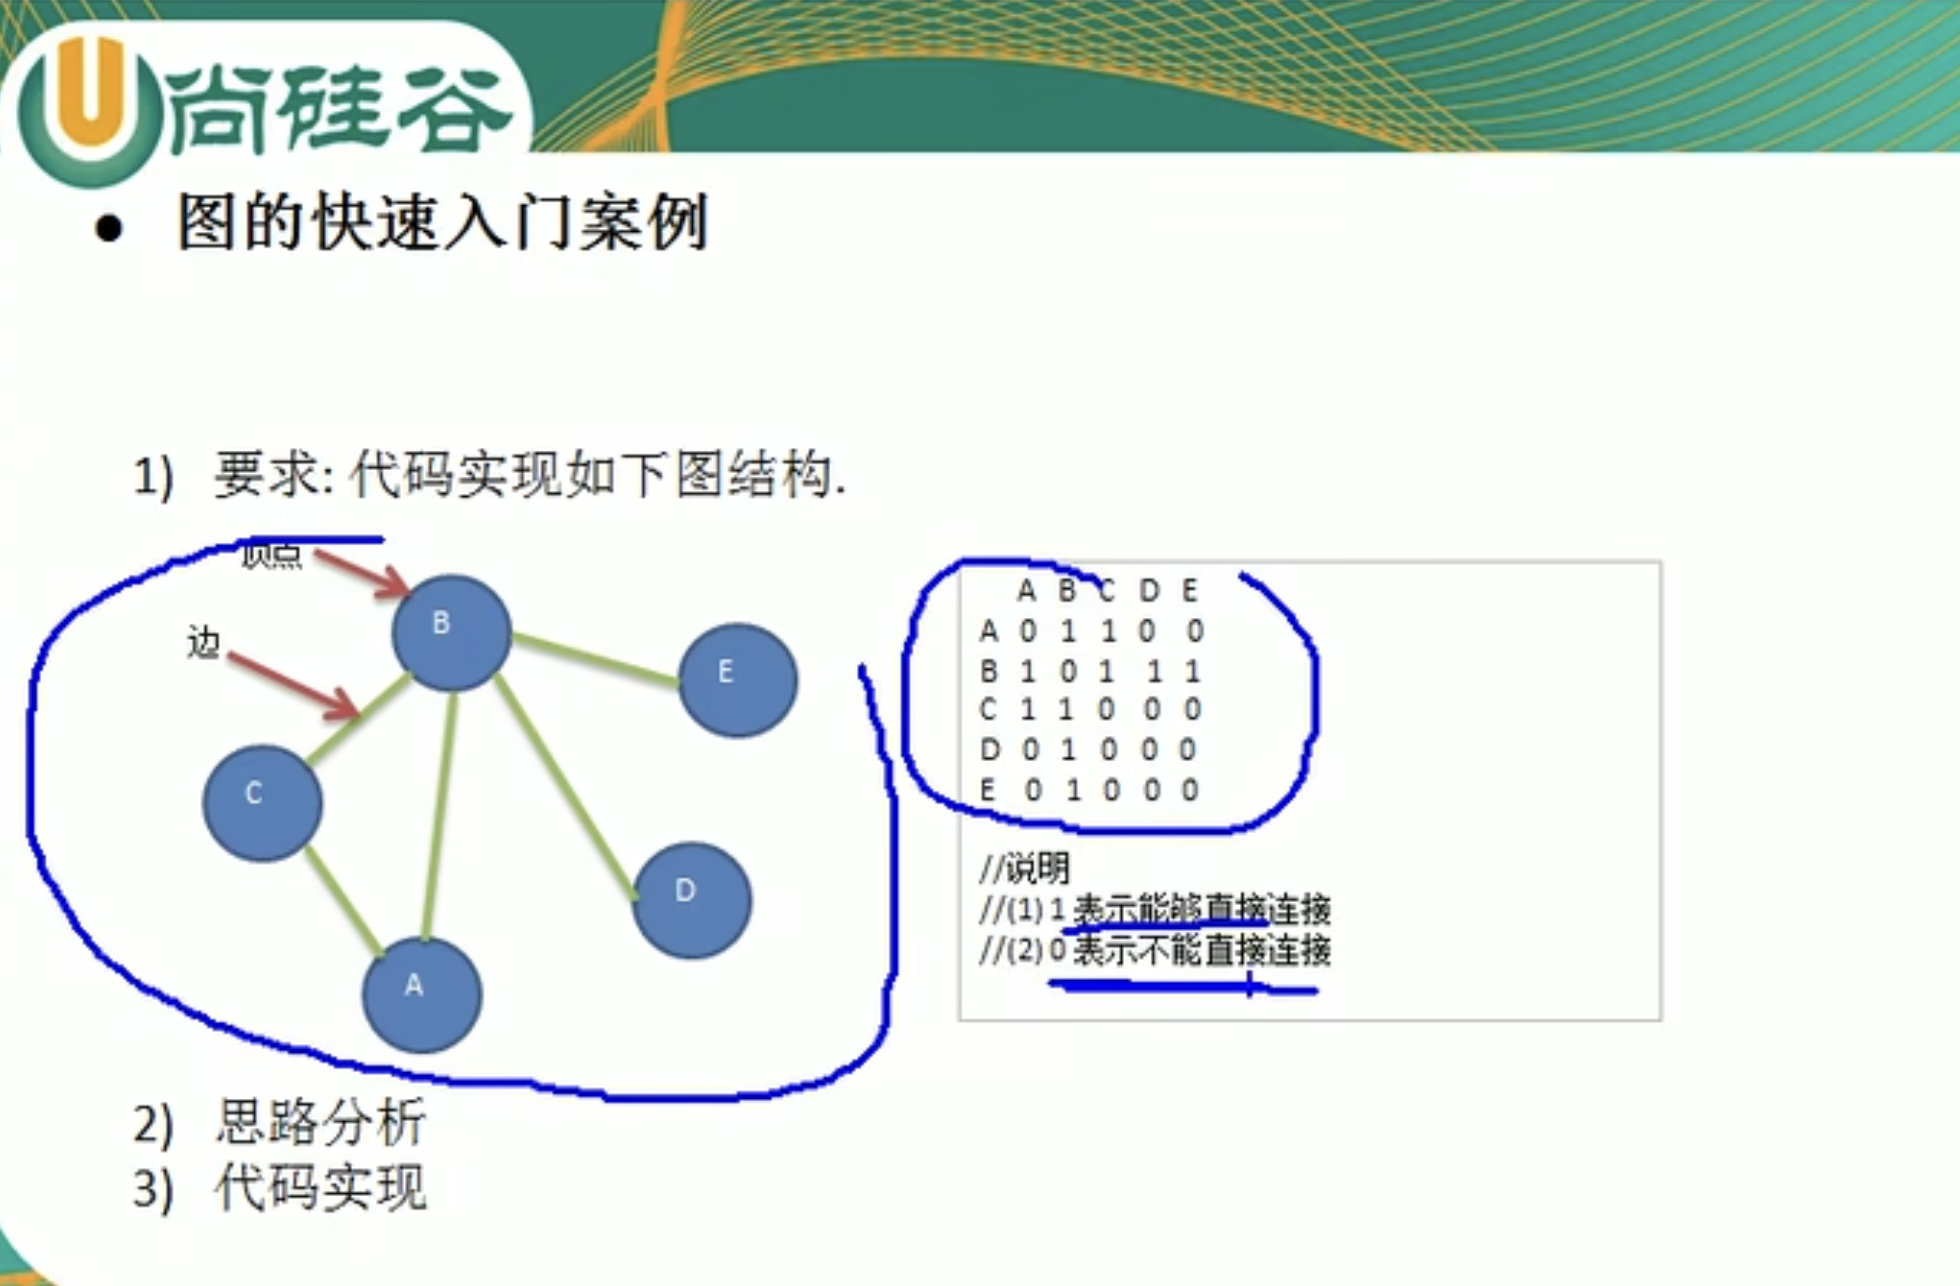 尚硅谷
图的快速入门案例
1) 要求: 代码实现如下图结构.
顶点
边
B
E
C
D
A
A B C D E
A 0 1 1 0 0
B 1 0 1 1 1
C 1 1 0 0 0
D 0 1 0 0 0
E 0 1 0 0 0
//说明
//(1) 1 表示能够直接连接
//(2) 0 表示不能直接连接
2) 思路分析
3) 代码实现